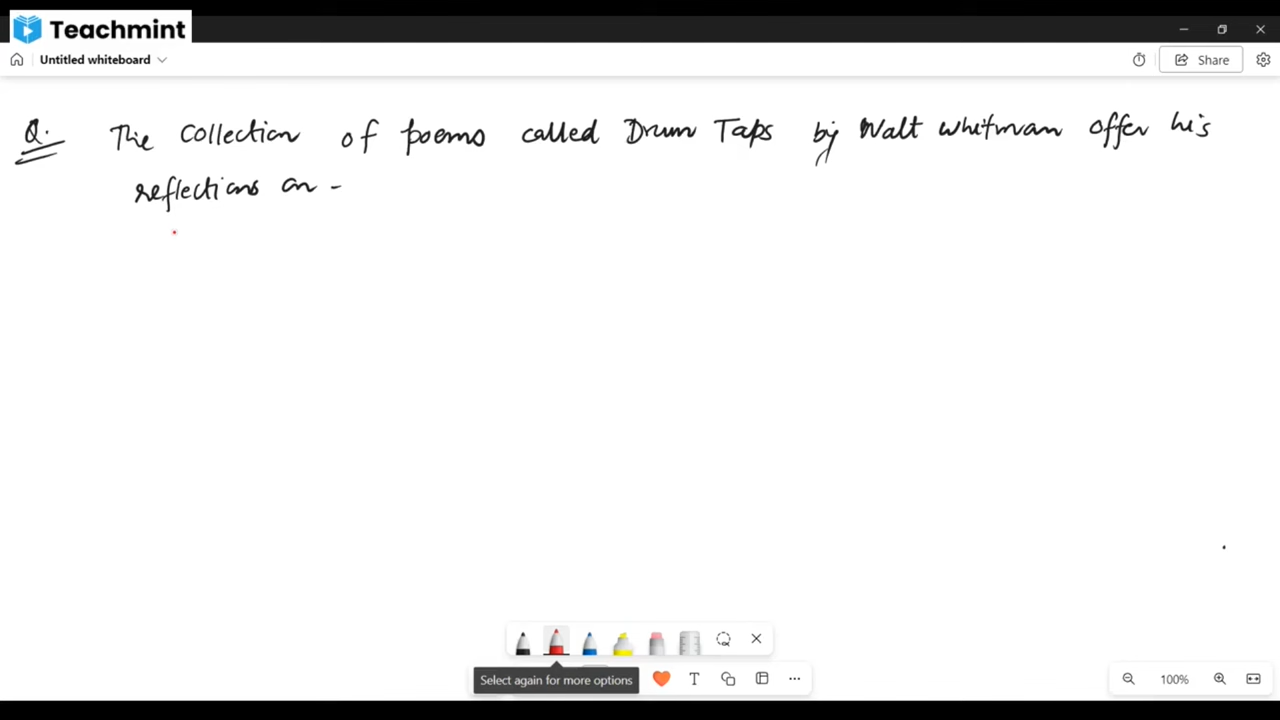 Teachmint
Untitled whiteboard
Share
Q. The Collection of poems called Drum Taps by Walt whitman offer his
reflections on -
Select again for more options
T
100%